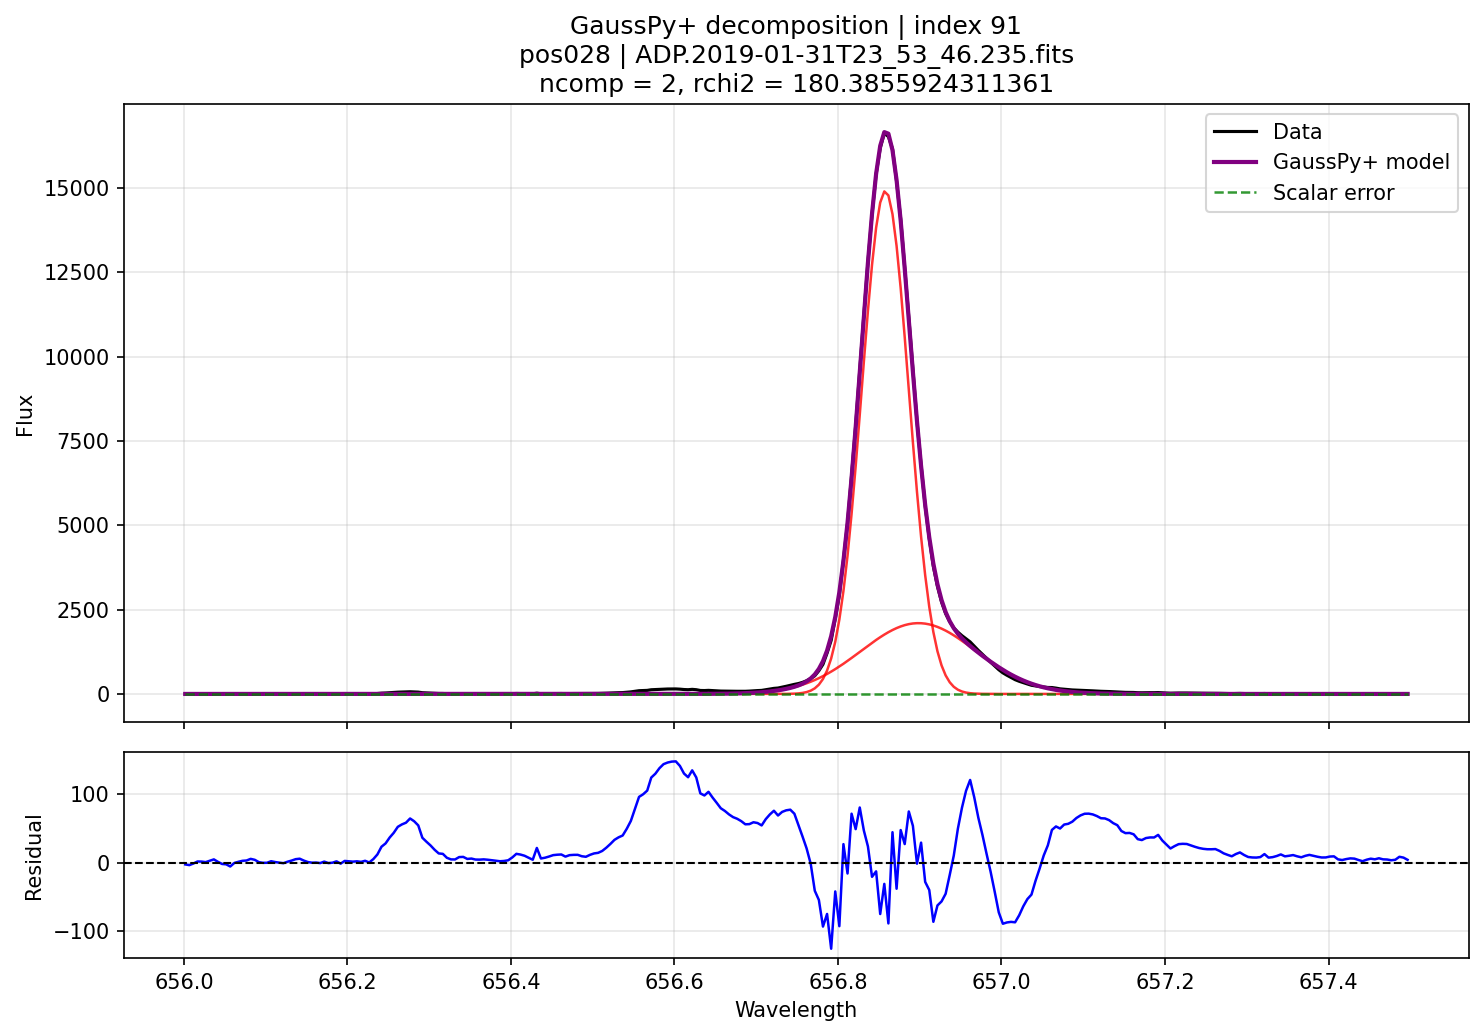 GaussPy+ decomposition | index 91
pos028 | ADP.2019-01-31T23_53_46.235.fits
ncomp = 2, rchi2 = 180.3855924311361
Data
GaussPy+ model
Scalar error
15000
12500
10000
7500
5000
2500
0
Flux
100
0
−100
Residual
656.0 656.2 656.4 656.6 656.8 657.0 657.2 657.4
Wavelength